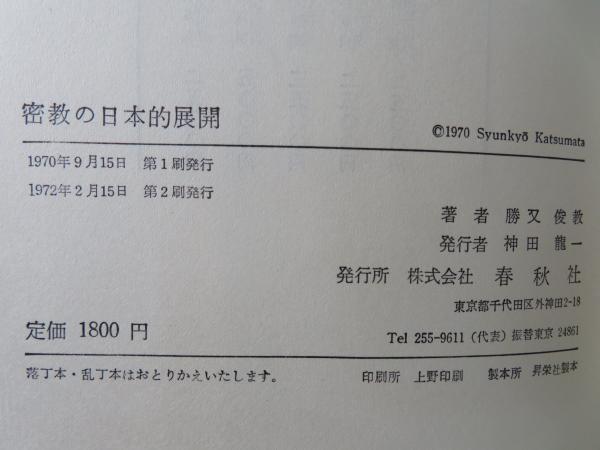 密教の日本的展開
©1970 Syunkyō Katsumata
1970年9月15日 第1刷発行
1972年2月15日 第2刷発行
著者 勝又俊教
発行者 神田龍一
発行所 株式会社 春秋社
東京都千代田区外神田2-18
定価 1800円
Tel 255-9611(代表)振替東京 24861
落丁本・乱丁本はおとりかえいたします。
印刷所 上野印刷 製本所 昇栄社製本